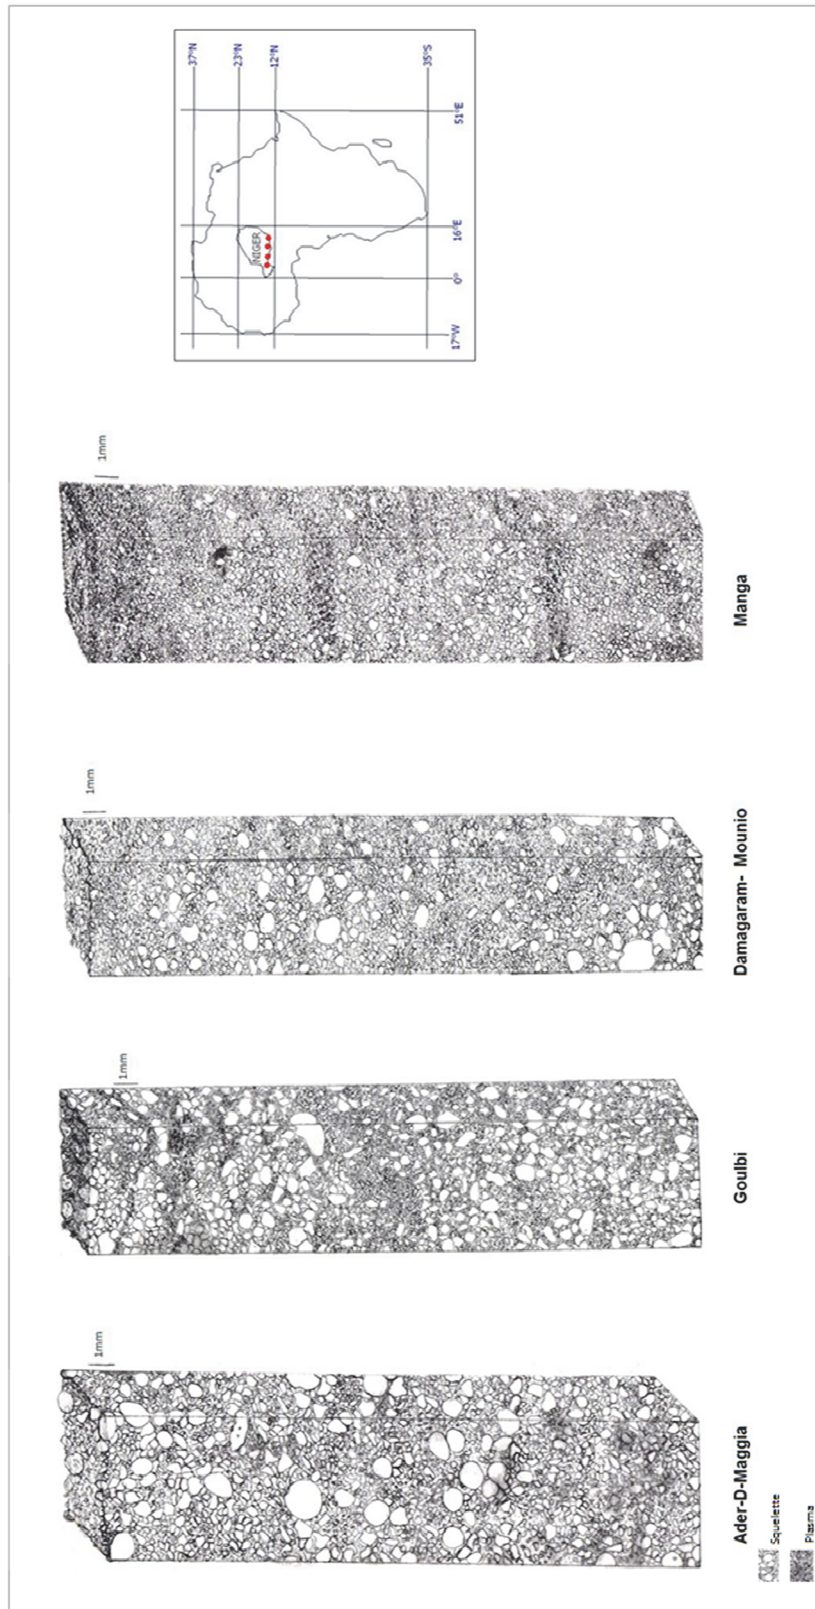 37°N
23°N
12°N
35°S
51°E
16°E
0°
17°W
NIGER
1mm
Manga
1mm
Damagaram- Mounio
1mm
Goulbi
1mm
Ader-D-Maggia
Squelette
Plasma